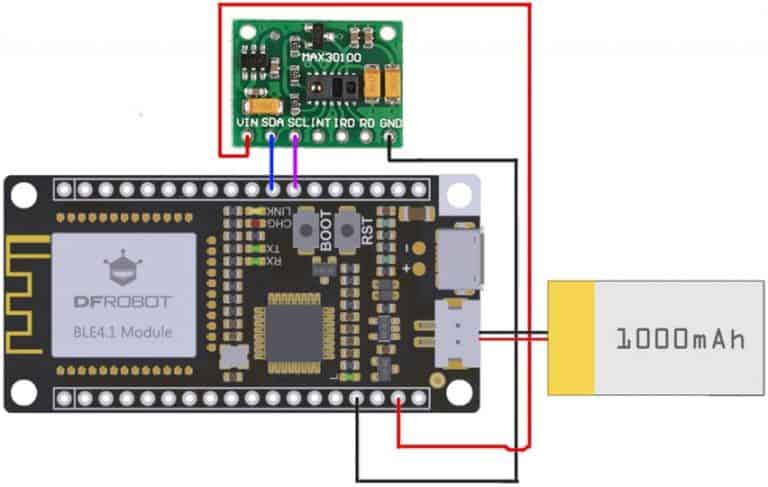 MAX30100
VIN SDA SCL INT IRD RD GND
LINK
CHG
TX
RX
BOOT
RST
-
+
DFROBOT
BLE4.1 Module
L
1000mAh